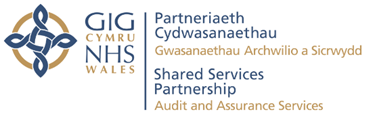 GIG
CYMRU
NHS
WALES
Partneriaeth
Cydwasanaethau
Gwasanaethau Archwilio a Sicrwydd
Shared Services
Partnership
Audit and Assurance Services